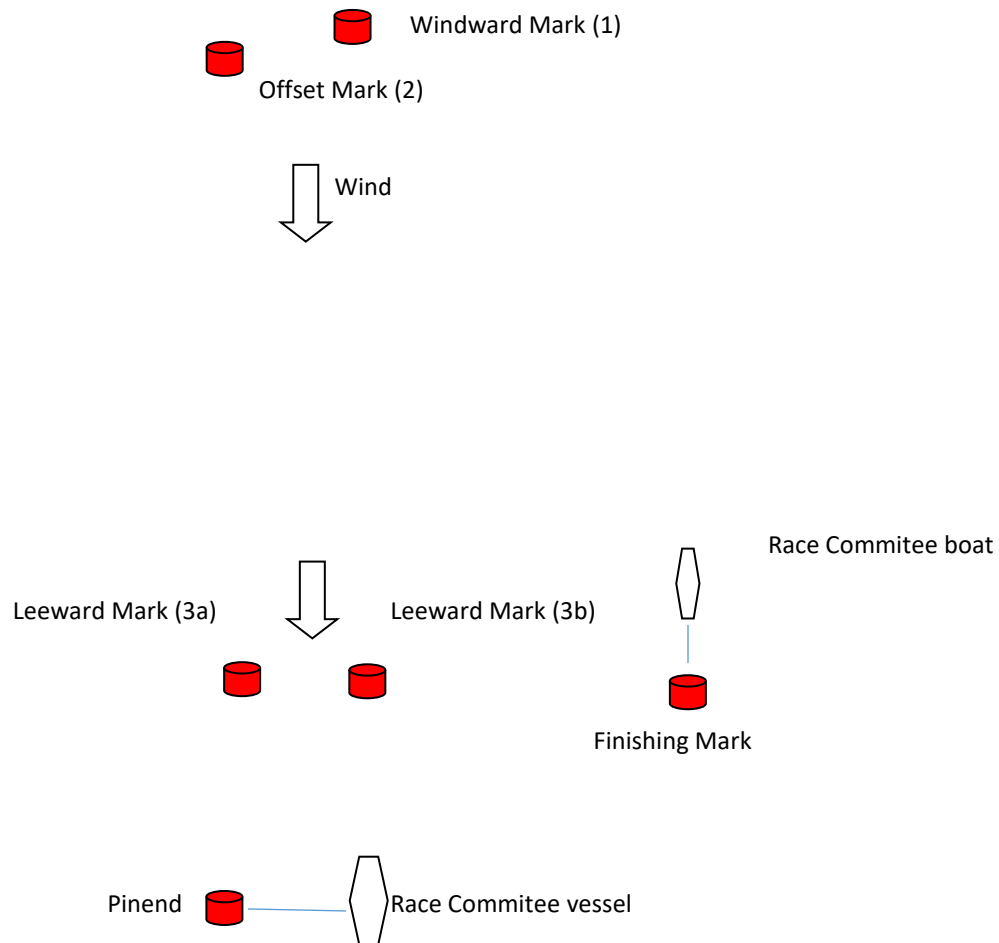 Windward Mark (1)
Offset Mark (2)
Wind
Race Commitee boat
Leeward Mark (3a)
Leeward Mark (3b)
Finishing Mark
Pinend
Race Commitee vessel